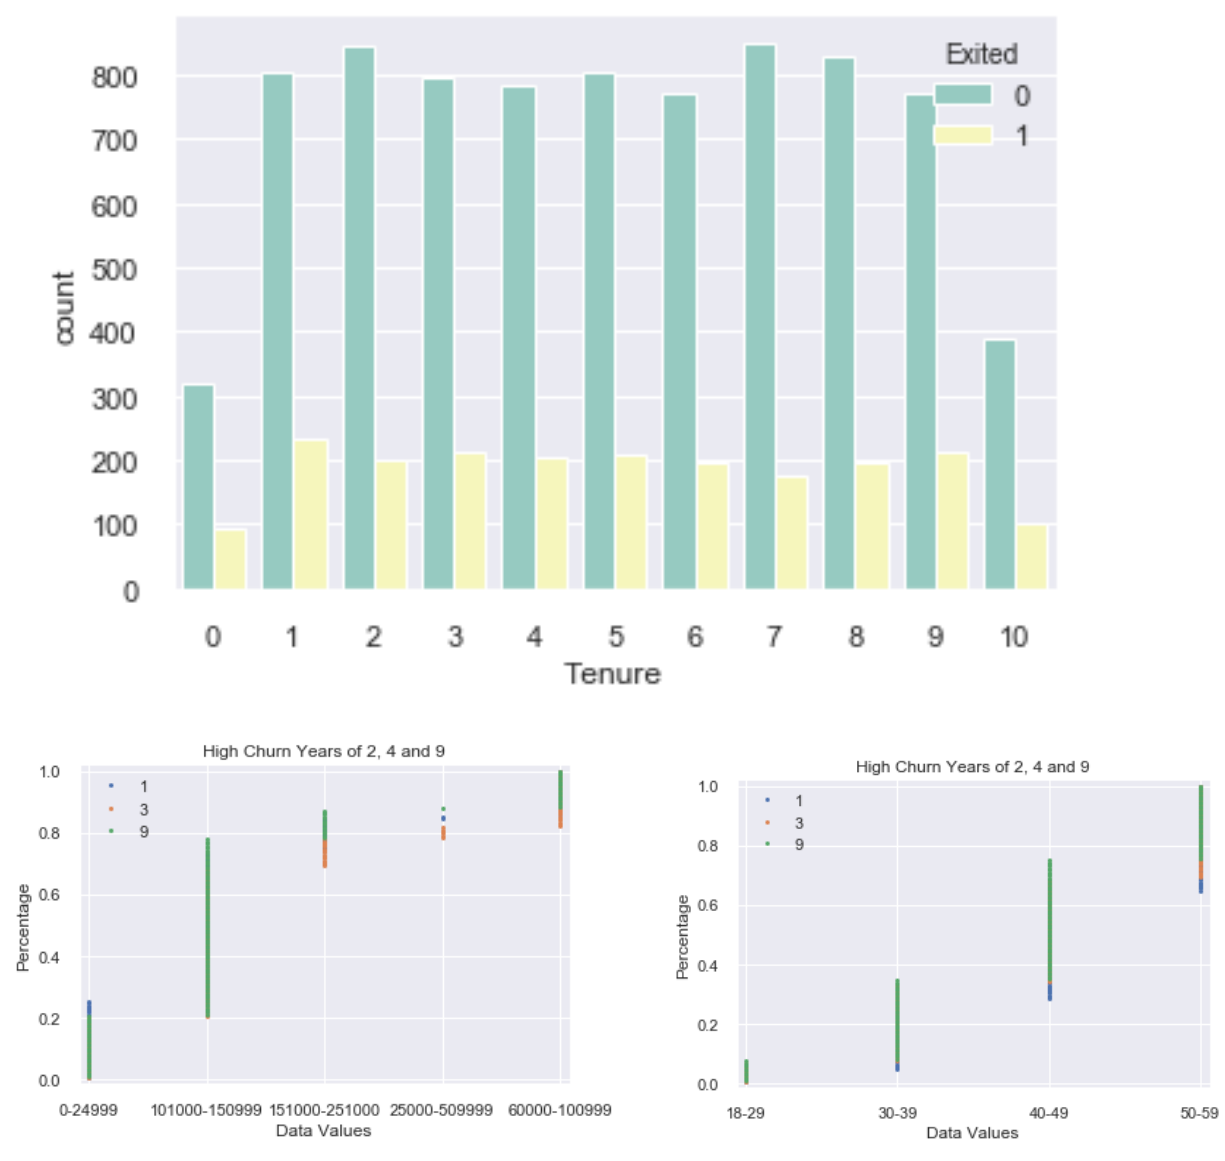 Exited
0
1
800
700
600
500
400
300
200
100
0
count
0 1 2 3 4 5 6 7 8 9 10
Tenure
High Churn Years of 2, 4 and 9
1
3
9
1.0
0.8
0.6
0.4
0.2
0.0
Percentage
0-24999 101000-150999 151000-251000 25000-509999 60000-100999
Data Values
High Churn Years of 2, 4 and 9
1
3
9
1.0
0.8
0.6
0.4
0.2
0.0
Percentage
18-29 30-39 40-49 50-59
Data Values